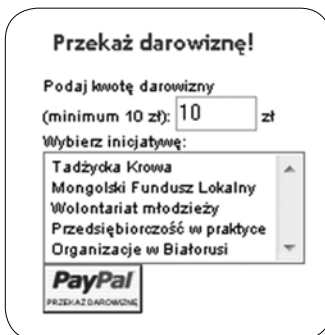 Przekaż darowiznę!
Podaj kwotę darowizny
(minimum 10 zł): 10 zł
Wybierz inicjatywę:
Tadżycka Krowa
Mongolski Fundusz Lokalny
Wolontariat młodzieży
Przedsiębiorczość w praktyce
Organizacje w Białorusi
PayPal
PRZEKAŻ DAROWIZNĘ